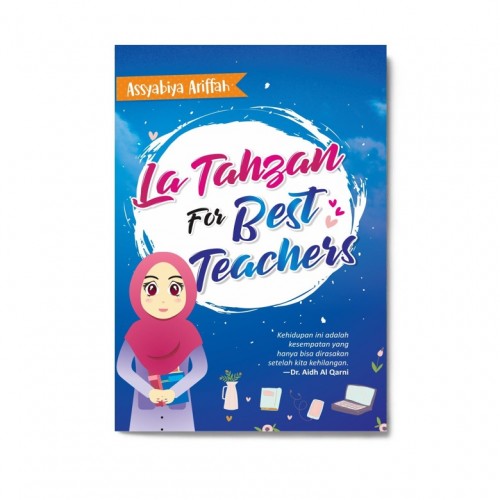 Assyabiya Ariffah
La Tahzan
For Best
Teachers
Kehidupan ini adalah
kesempatan yang
hanya bisa dirasakan
setelah kita kehilangan.
—Dr. Aidh Al Qarni